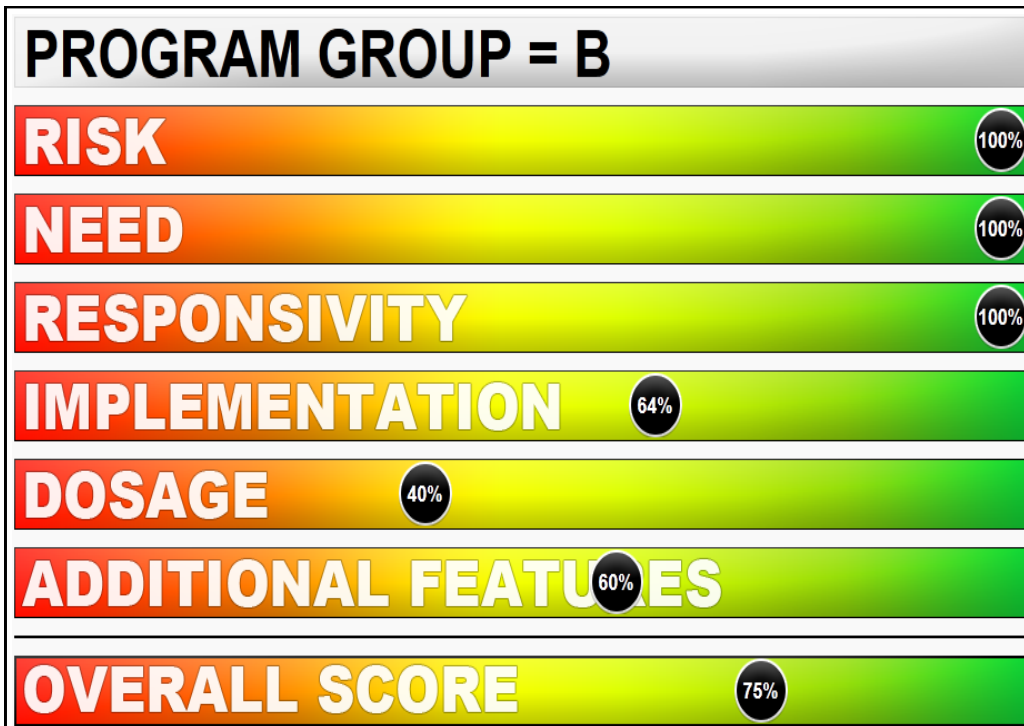 PROGRAM GROUP = B
RISK 100%
NEED 100%
RESPONSIVITY 100%
IMPLEMENTATION 64%
DOSAGE 40%
ADDITIONAL FEATURES 60%
OVERALL SCORE 75%